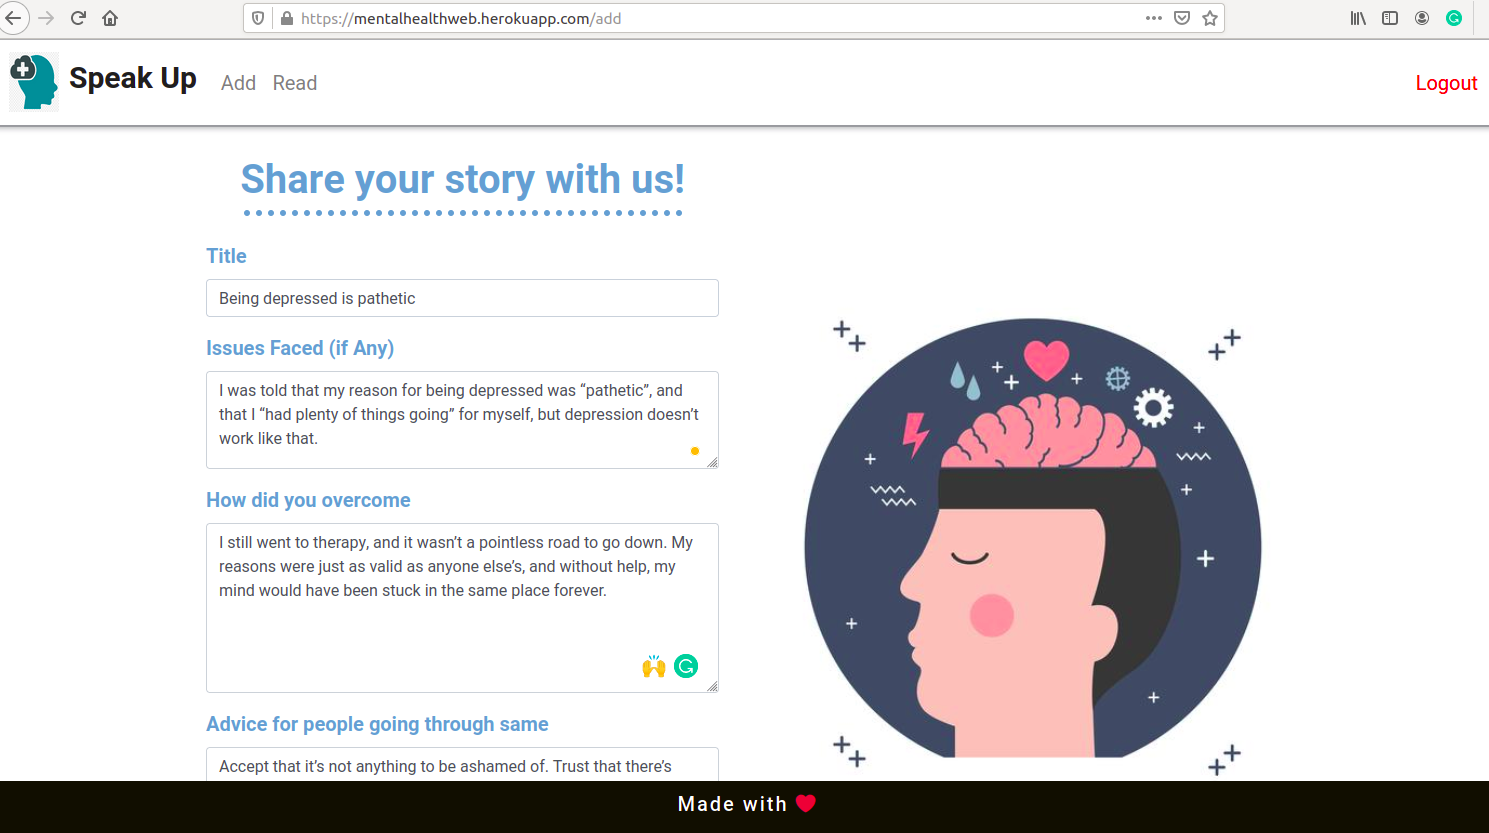 https://mentalhealthweb.herokuapp.com/add
Speak Up Add Read Logout
Share your story with us!
Title
Being depressed is pathetic
Issues Faced (if Any)
I was told that my reason for being depressed was “pathetic”, and
that I “had plenty of things going” for myself, but depression doesn’t
work like that.
How did you overcome
I still went to therapy, and it wasn’t a pointless road to go down. My
reasons were just as valid as anyone else’s, and without help, my
mind would have been stuck in the same place forever.
Advice for people going through same
Accept that it’s not anything to be ashamed of. Trust that there’s
Made with ❤